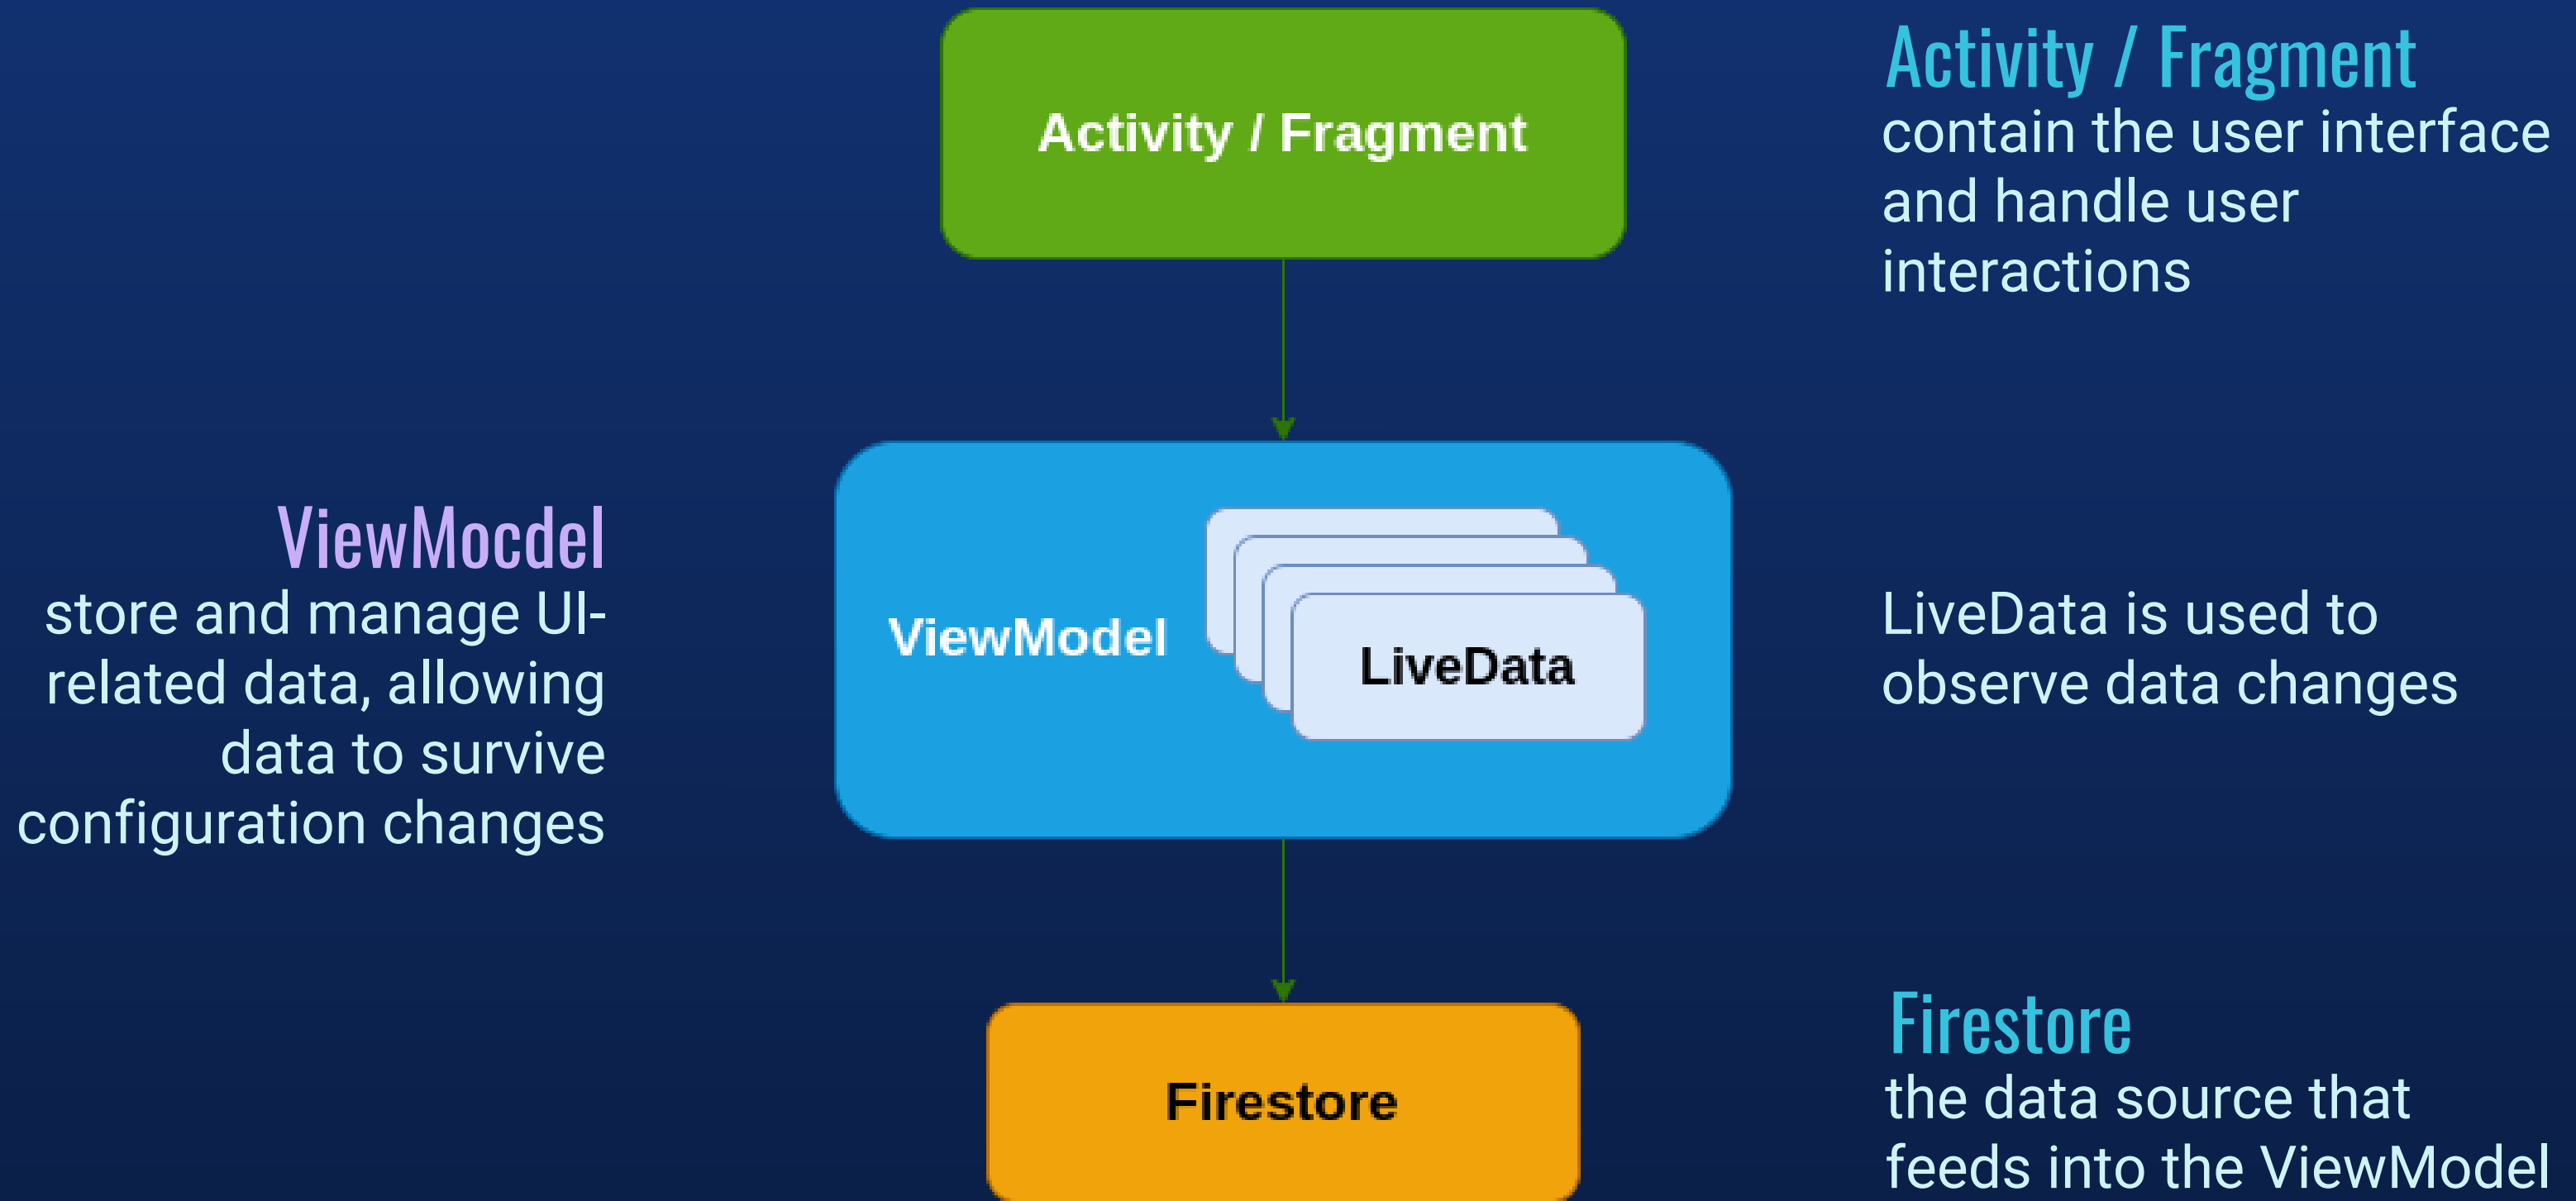 Activity / Fragment
Activity / Fragment
contain the user interface
and handle user
interactions
ViewMocdel
store and manage UI-
related data, allowing
data to survive
configuration changes
ViewModel
LiveData
LiveData is used to
observe data changes
Firestore
Firestore
the data source that
feeds into the ViewModel